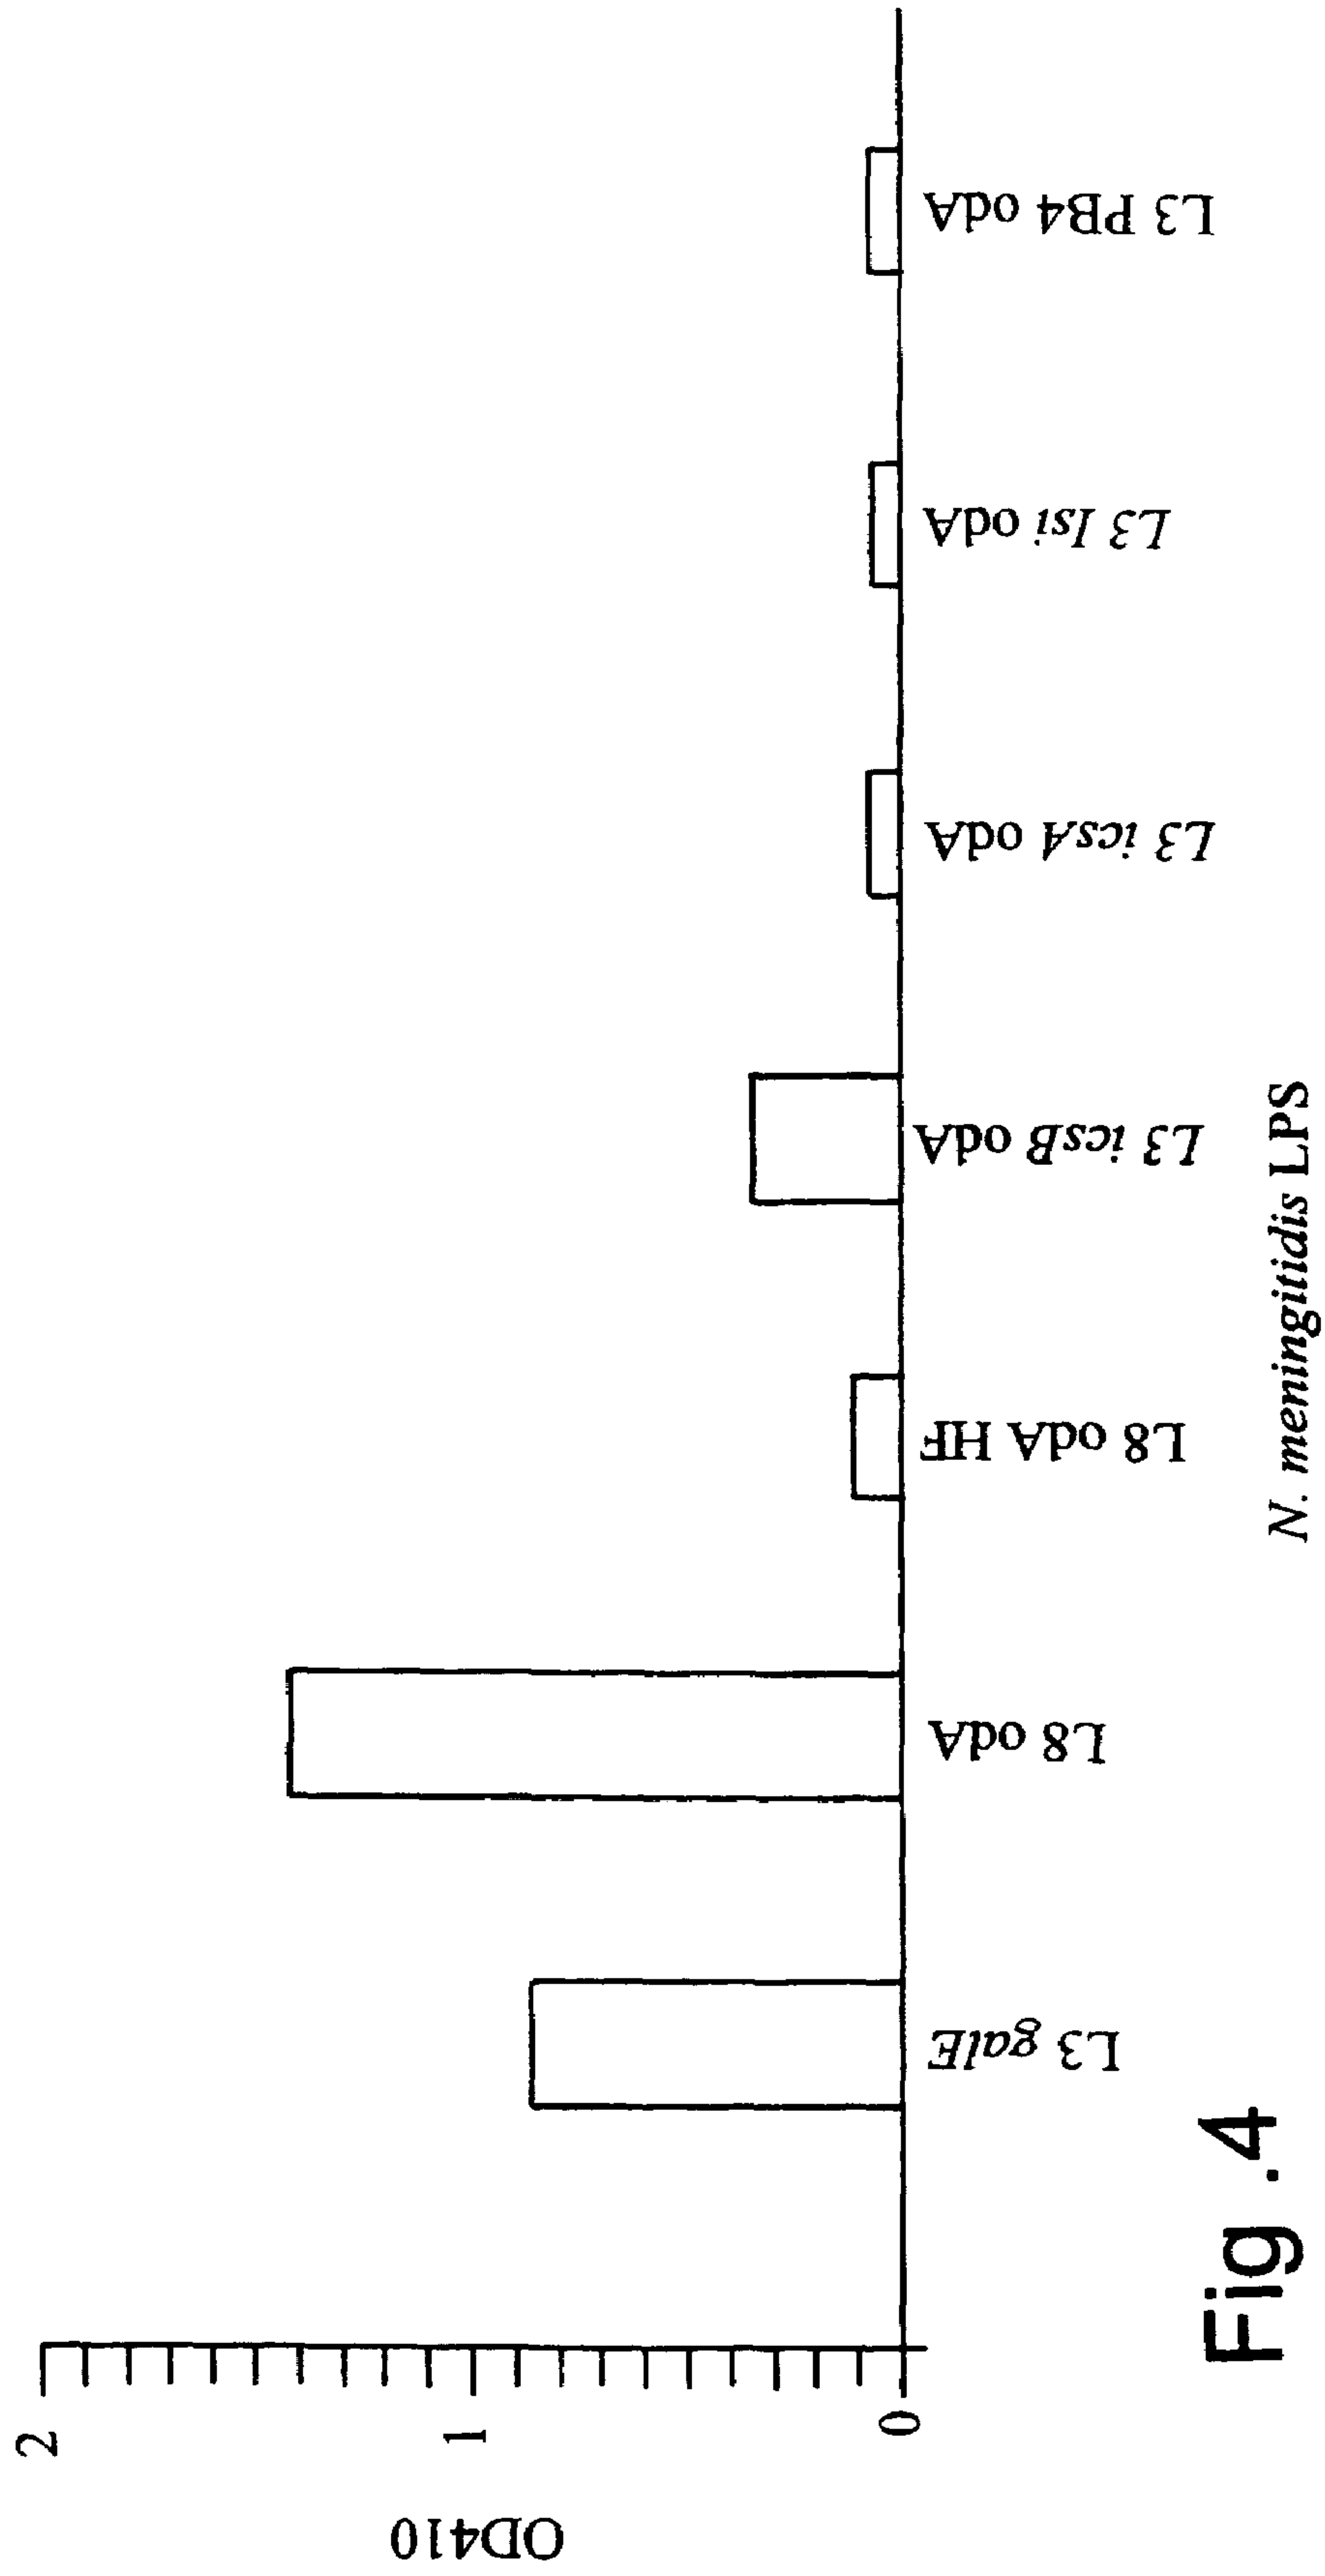 OD410
2
1
0
L3 galE
L8 odA
L8 odA HF
L3 icsB odA
L3 icsA odA
L3 Isi odA
L3 PB4 odA
N. meningitidis LPS
Fig .4